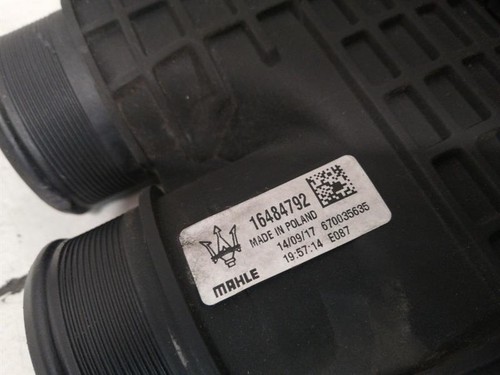 16484792
MADE IN POLAND
14/09/17 670035635
19:57:14 E087
MAHLE